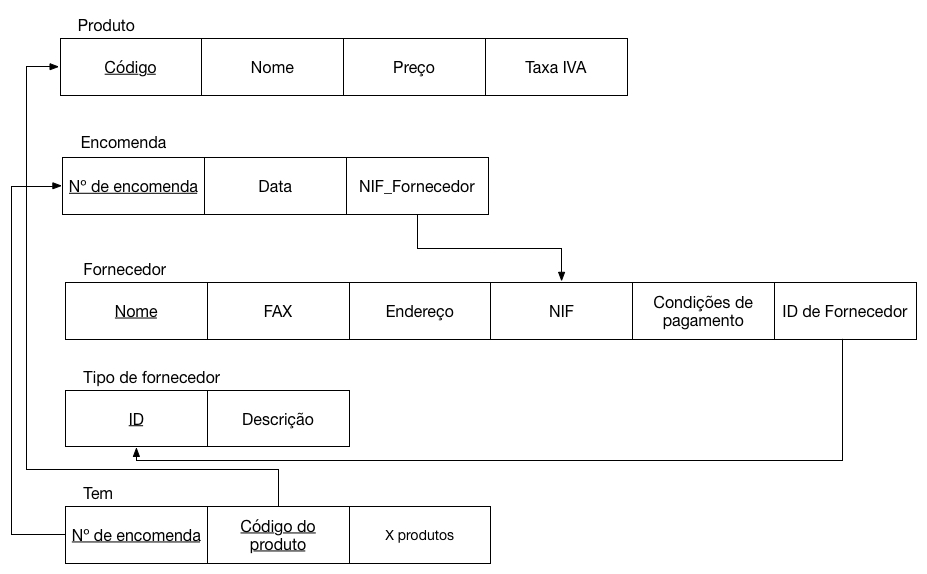 Produto
Código Nome Preço Taxa IVA
Encomenda
Nº de encomenda Data NIF_Fornecedor
Fornecedor
Nome FAX Endereço NIF Condições de pagamento ID de Fornecedor
Tipo de fornecedor
ID Descrição
Tem
Nº de encomenda Código do produto X produtos